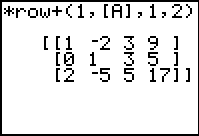 *row+(1,[A],1,2)
[[1 -2 3 9 ]
[0 1 3 5 ]
[2 -5 5 17]]